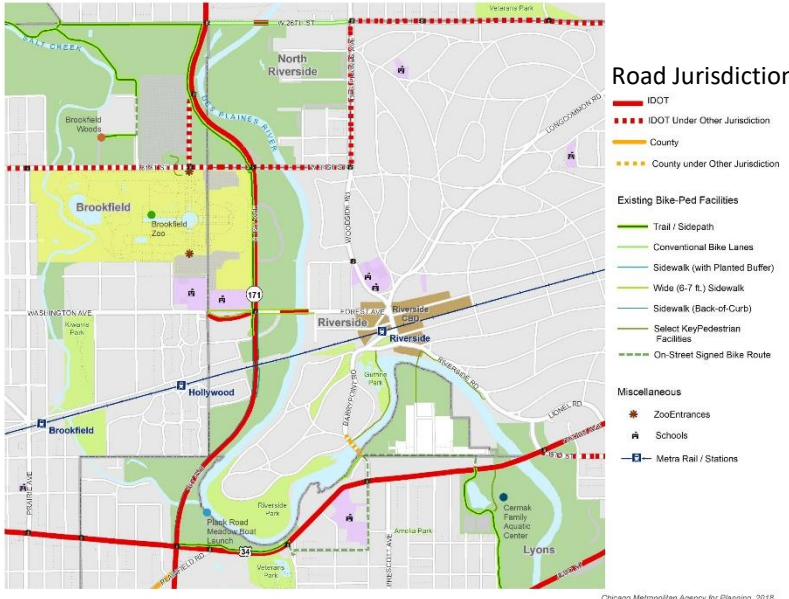 Veterans Park
W 26TH ST
SALT CREEK
North
Riverside
DES PLAINES RIVER
Road Jurisdiction
IDOT
IDOT Under Other Jurisdiction
County
County under Other Jurisdiction
LONGCOMMON RD
Brookfield
Woods
Existing Bike-Ped Facilities
Trail / Sidepath
Conventional Bike Lanes
Sidewalk (with Planted Buffer)
Wide (6-7 ft.) Sidewalk
Sidewalk (Back-of-Curb)
Select KeyPedestrian
Facilities
On-Street Signed Bike Route
Brookfield
Brookfield
Zoo
WOODSIDE RD
171
WASHINGTON AVE
FOREST AVE
Riverside
Riverside
CBD
Riverside
Kiwanis
Park
Hollywood
Brookfield
Guthrie
Park
BARRYPOINT RD
RIVERSIDE RD
LIONEL RD
Miscellaneous
ZooEntrances
Schools
Metra Rail / Stations
PRAIRIE AVE
Riverside
Park
Plank Road
Meadow Boat
Launch
Cermak
Family
Aquatic
Center
Amelia Park
Lyons
34
PLAINFIELD RD
Veterans
Park
PRESCOTT AVE
Chicago Metropolitan Agency for Planning, 2018